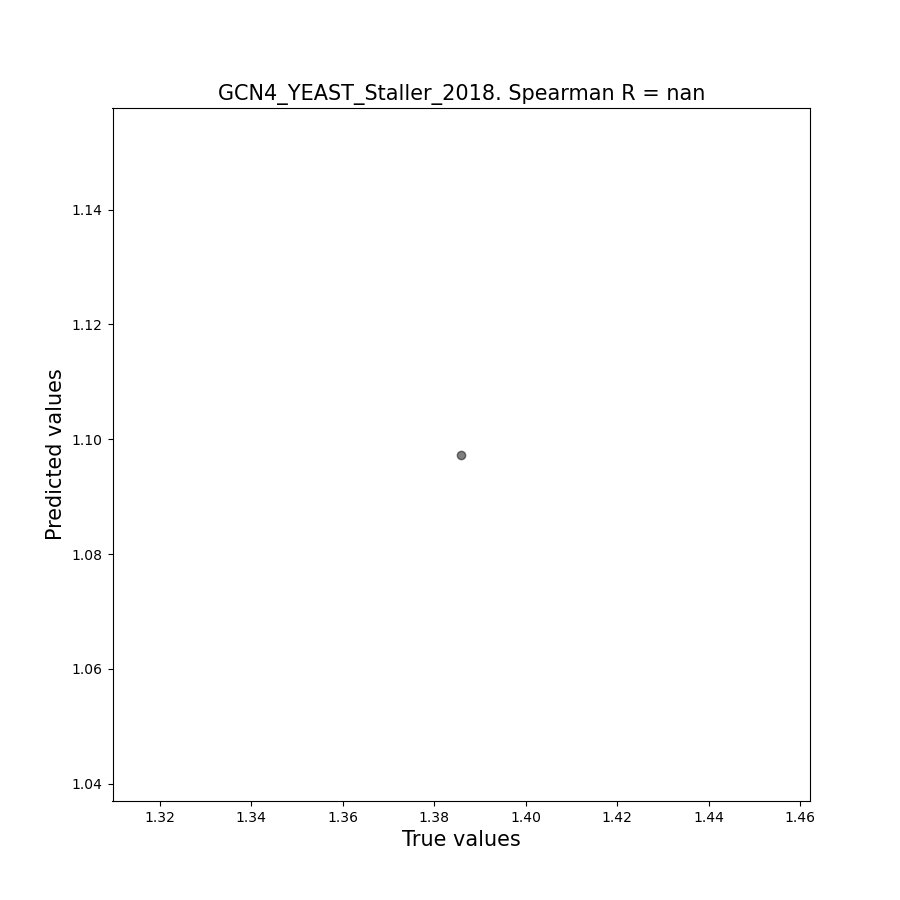 GCN4_YEAST_Staller_2018. Spearman R = nan
1.14
1.12
1.10
1.08
1.06
1.04
Predicted values
1.32 1.34 1.36 1.38 1.40 1.42 1.44 1.46
True values